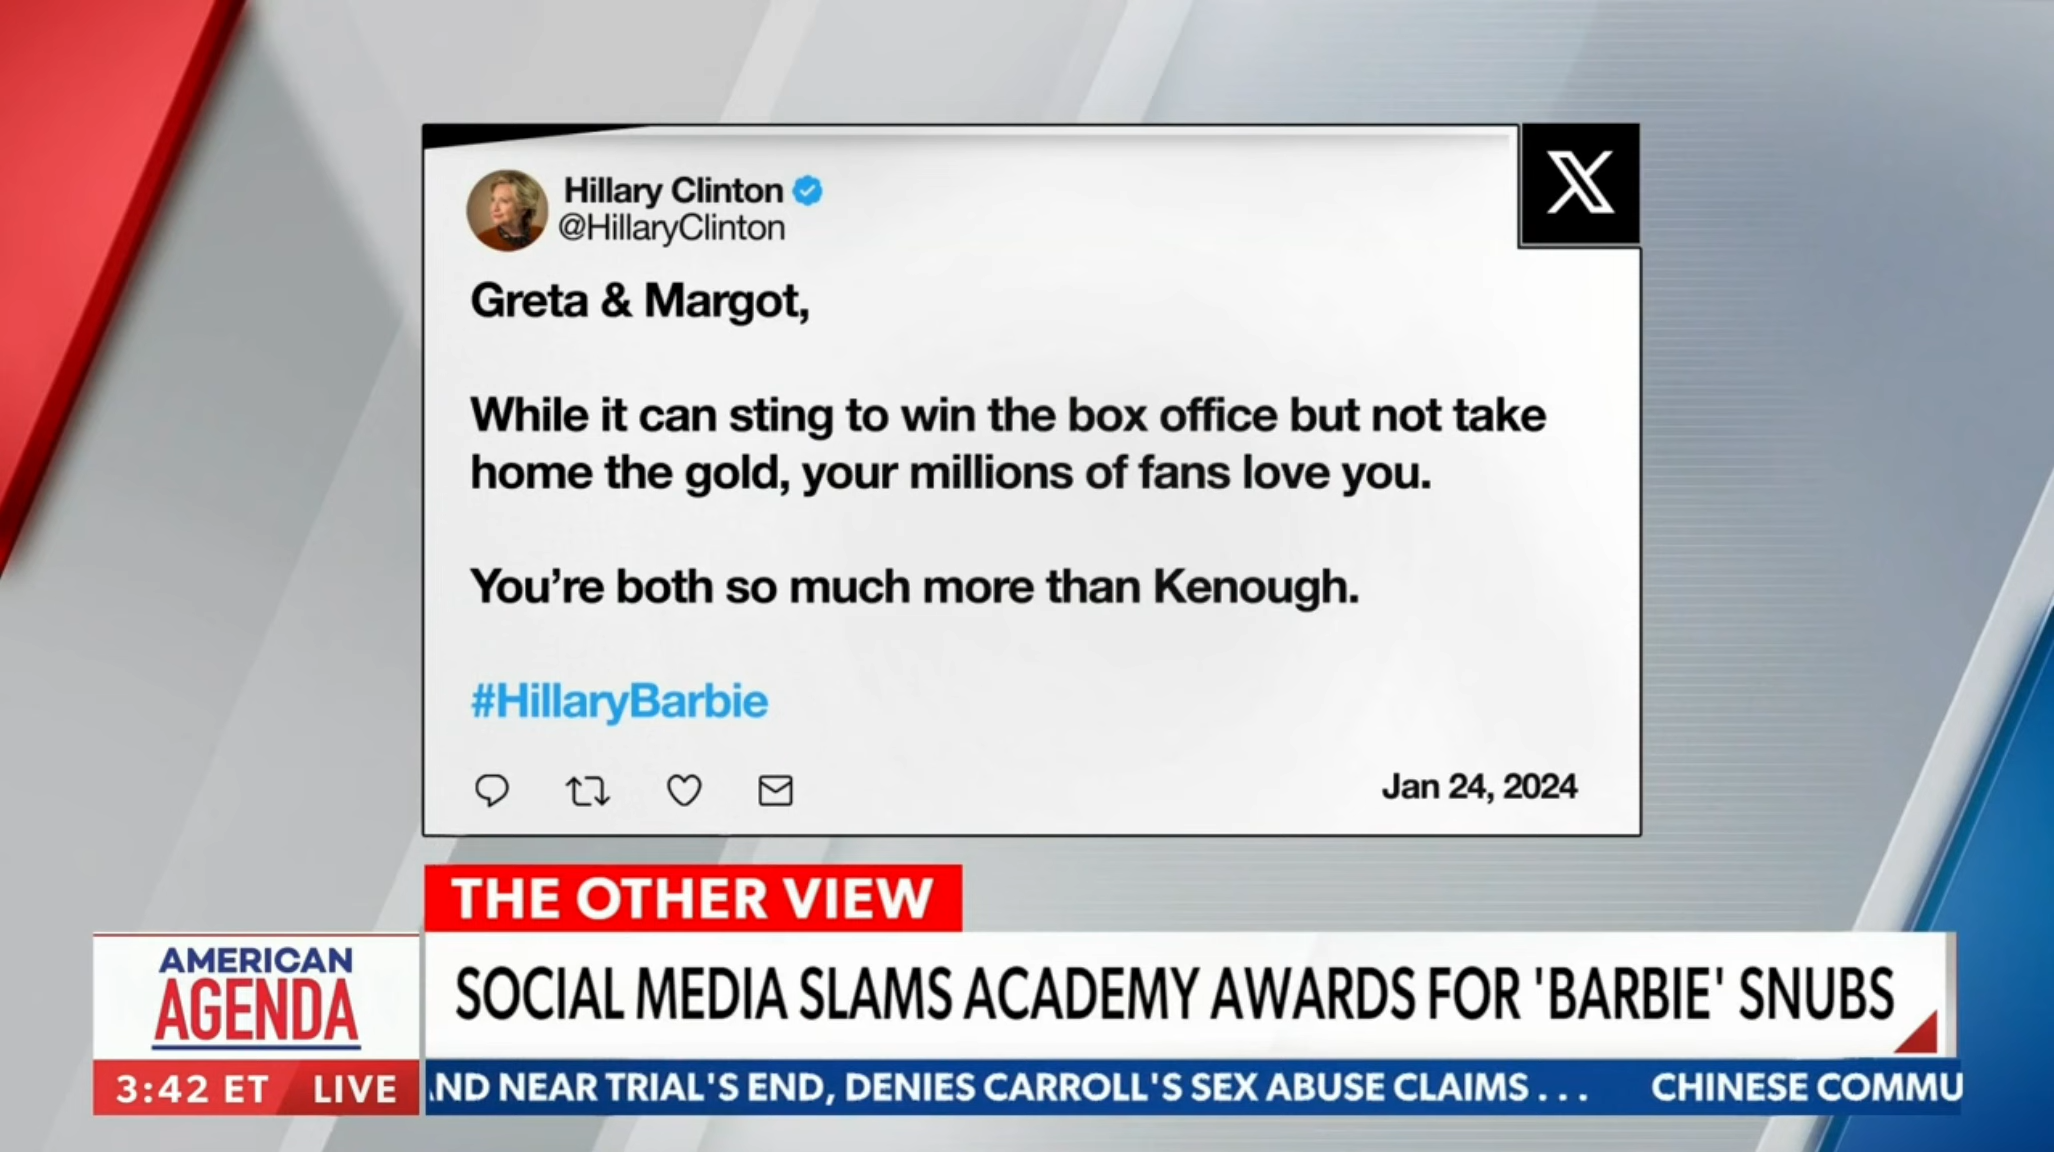 Hillary Clinton
@HillaryClinton
X
Greta & Margot,
While it can sting to win the box office but not take
home the gold, your millions of fans love you.
You're both so much more than Kenough.
#HillaryBarbie
Jan 24, 2024
THE OTHER VIEW
AMERICAN
AGENDA
SOCIAL MEDIA SLAMS ACADEMY AWARDS FOR 'BARBIE' SNUBS
3:42 ET LIVE
ND NEAR TRIAL'S END, DENIES CARROLL'S SEX ABUSE CLAIMS . . . CHINESE COMMU